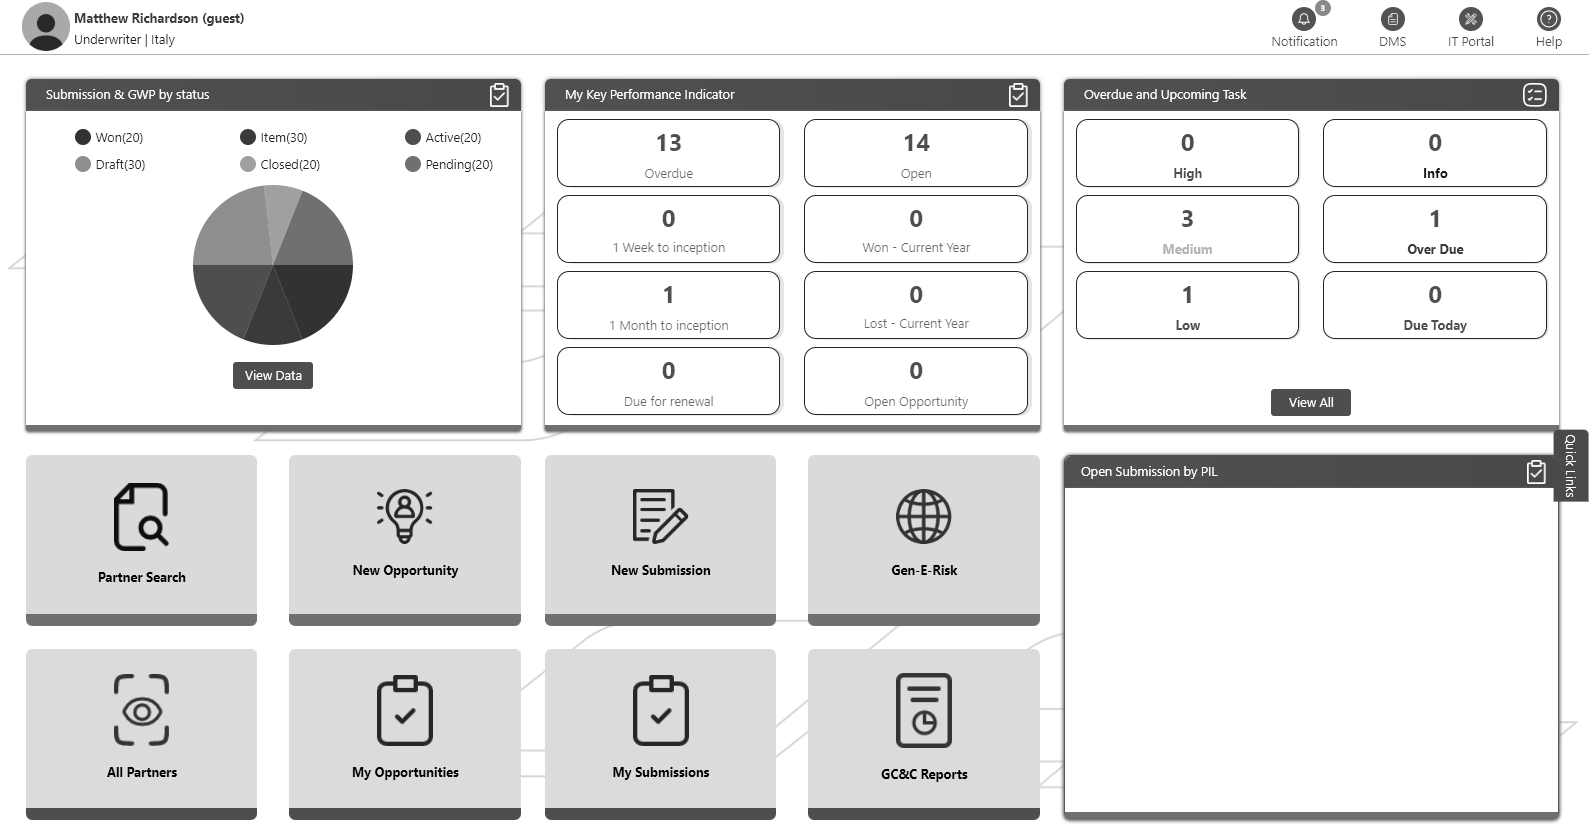 Matthew Richardson (guest)
Underwriter | Italy
3
Notification
DMS
IT Portal
Help
Submission & GWP by status
Won(20)
Item(30)
Active(20)
Draft(30)
Closed(20)
Pending(20)
View Data
My Key Performance Indicator
13
Overdue
14
Open
0
1 Week to inception
0
Won - Current Year
1
1 Month to inception
0
Lost - Current Year
0
Due for renewal
0
Open Opportunity
Overdue and Upcoming Task
0
High
0
Info
3
Medium
1
Over Due
1
Low
0
Due Today
View All
Quick Links
Partner Search
New Opportunity
New Submission
Gen-E-Risk
Open Submission by PIL
All Partners
My Opportunities
My Submissions
GC&C Reports